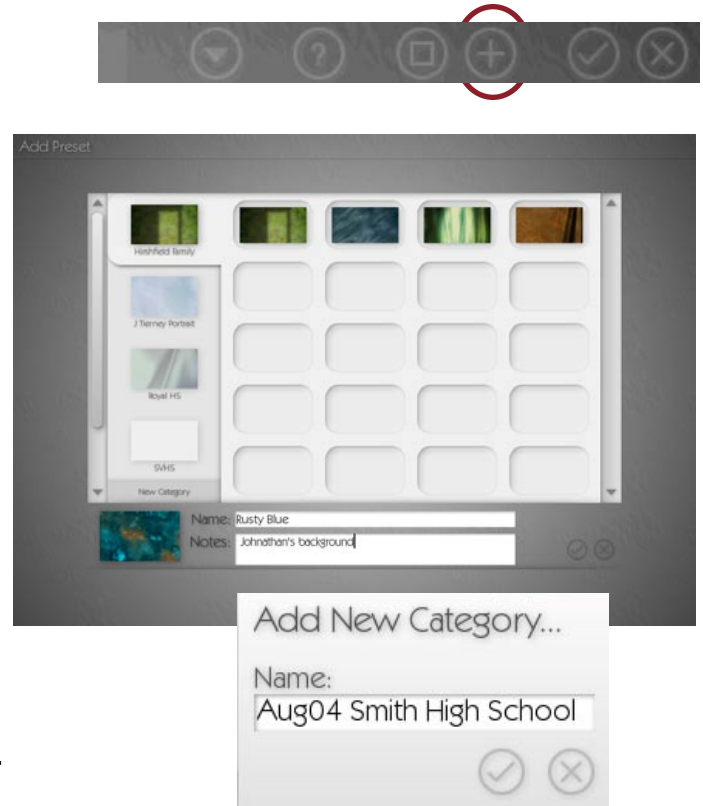 ?
Add Preset
Hirshfield Family
J Tierney Portrait
Royal HS
SVHS
New Category
Name: Rusty Blue
Notes: Johnathan's background
Add New Category...
Name:
Aug04 Smith High School